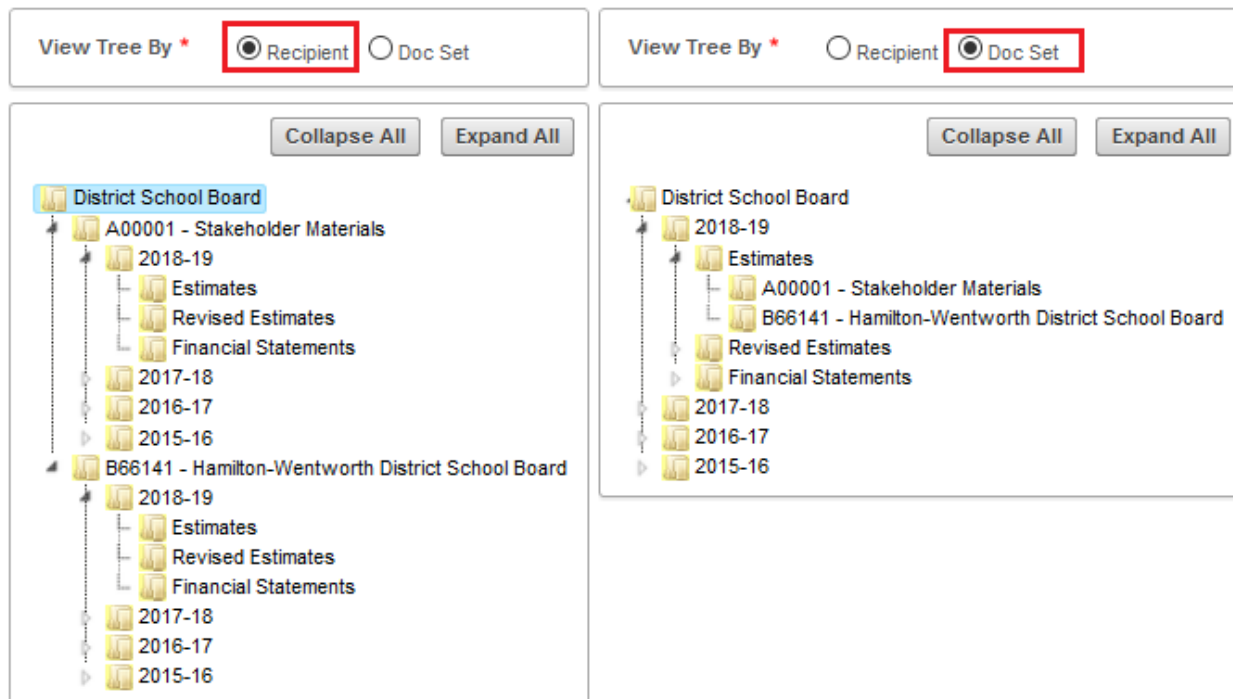 View Tree By * Recipient Doc Set
Collapse All Expand All
District School Board
A00001 - Stakeholder Materials
2018-19
Estimates
Revised Estimates
Financial Statements
2017-18
2016-17
2015-16
B66141 - Hamilton-Wentworth District School Board
2018-19
Estimates
Revised Estimates
Financial Statements
2017-18
2016-17
2015-16
View Tree By * Recipient Doc Set
Collapse All Expand All
District School Board
2018-19
Estimates
A00001 - Stakeholder Materials
B66141 - Hamilton-Wentworth District School Board
Revised Estimates
Financial Statements
2017-18
2016-17
2015-16